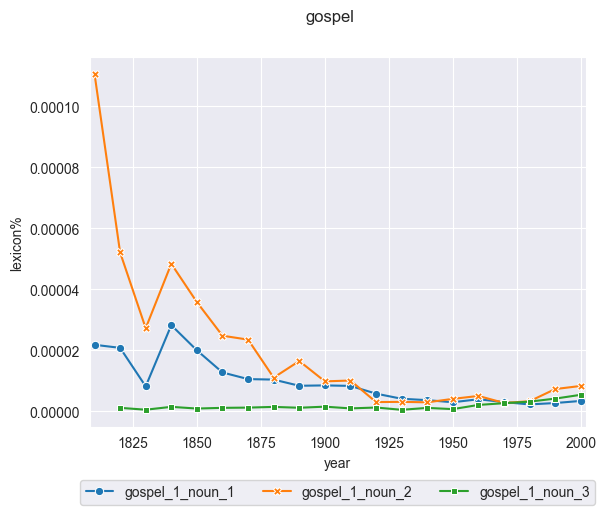 gospel
0.00010
0.00008
0.00006
0.00004
0.00002
0.00000
lexicon%
1825 1850 1875 1900 1925 1950 1975 2000
year
gospel_1_noun_1 gospel_1_noun_2 gospel_1_noun_3